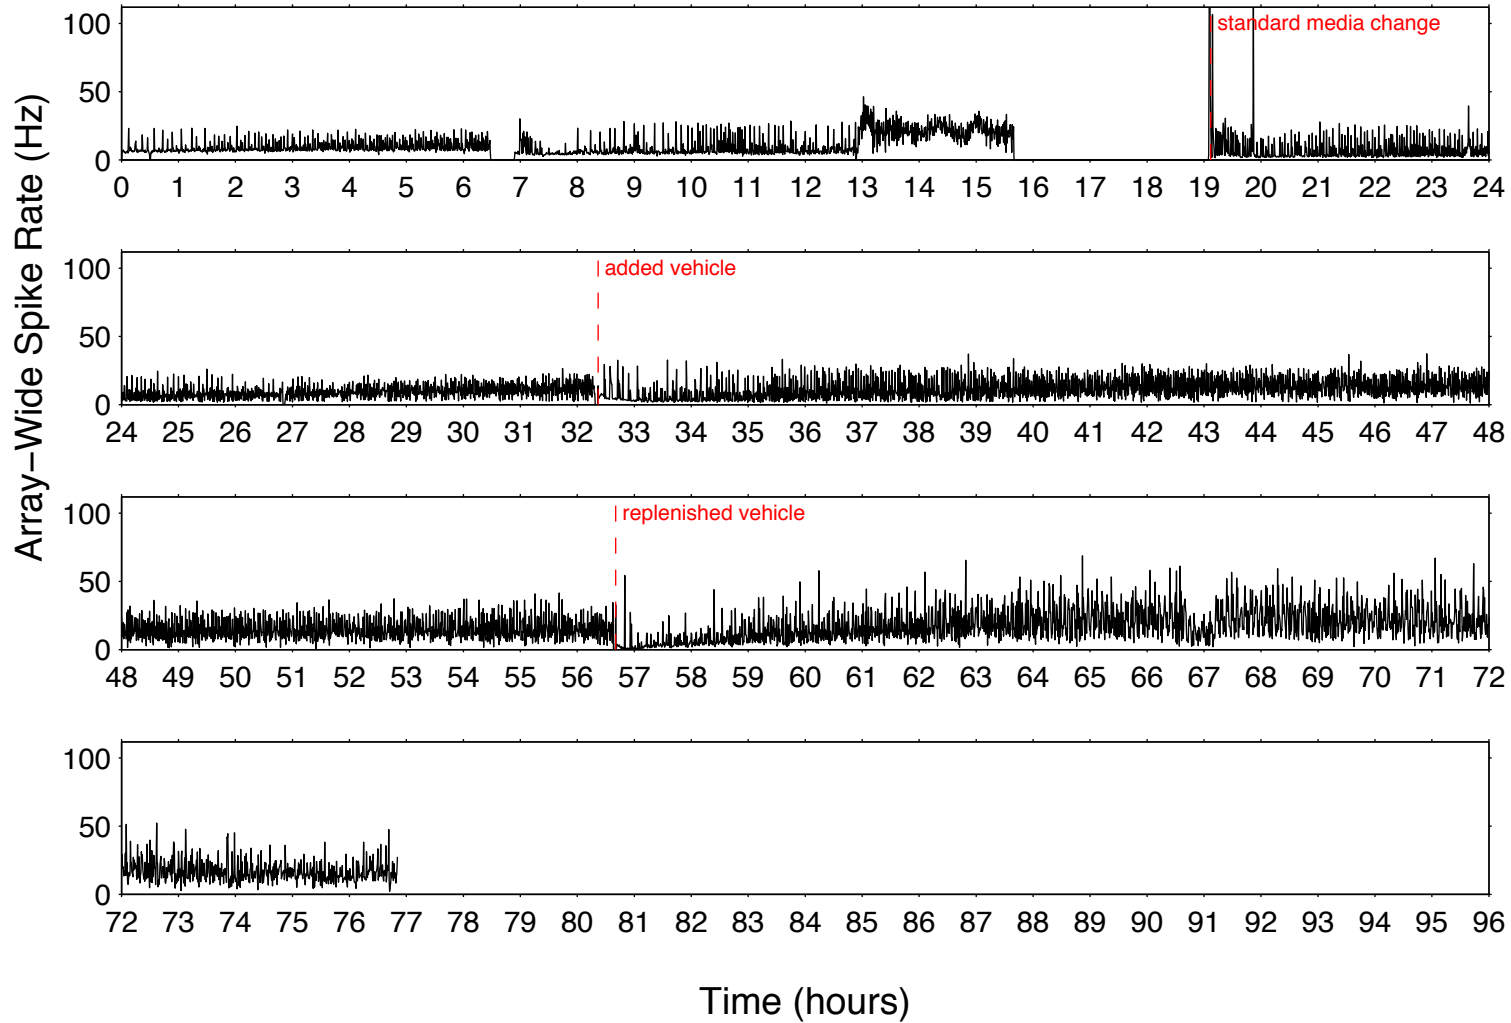 Array−Wide Spike Rate (Hz)
100
50
0
standard media change
0 1 2 3 4 5 6 7 8 9 10 11 12 13 14 15 16 17 18 19 20 21 22 23 24
100
50
0
added vehicle
24 25 26 27 28 29 30 31 32 33 34 35 36 37 38 39 40 41 42 43 44 45 46 47 48
100
50
0
replenished vehicle
48 49 50 51 52 53 54 55 56 57 58 59 60 61 62 63 64 65 66 67 68 69 70 71 72
100
50
0
72 73 74 75 76 77 78 79 80 81 82 83 84 85 86 87 88 89 90 91 92 93 94 95 96
Time (hours)